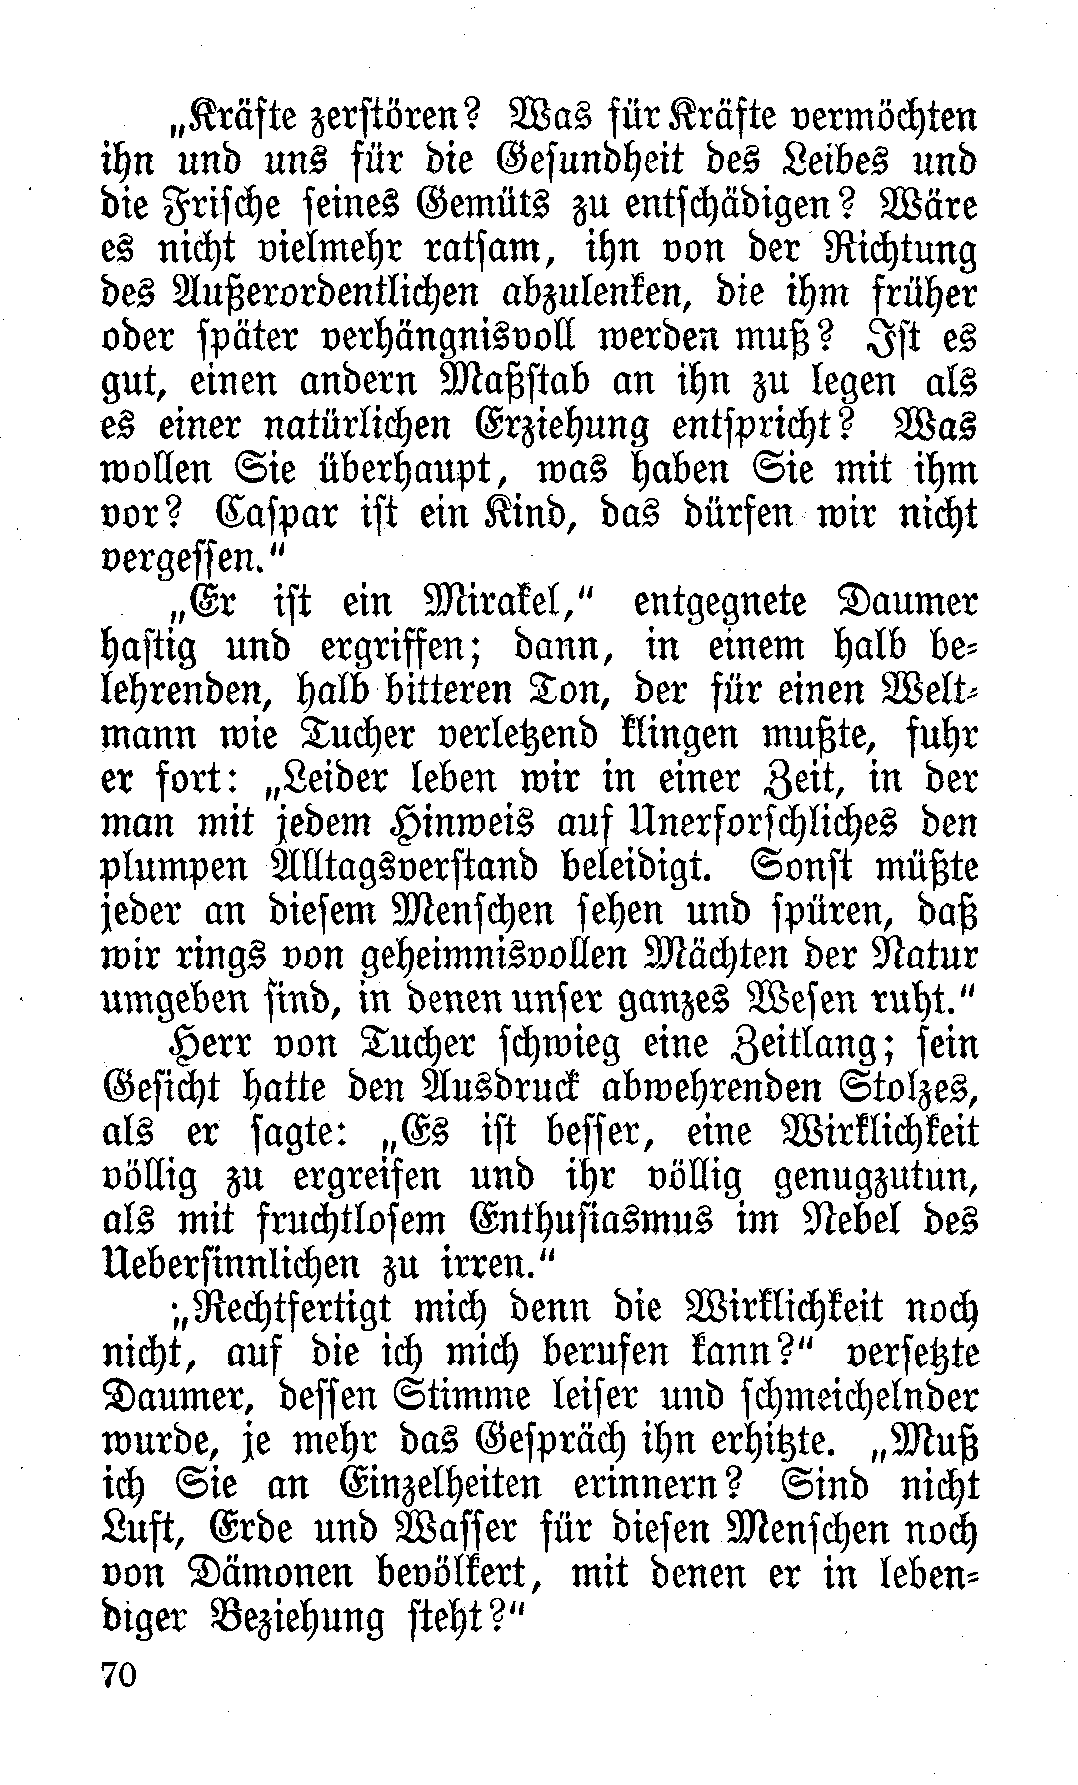 „Kräfte zerstören? Was für Kräfte vermöchten
ihn und uns für die Gesundheit des Leibes und
die Frische seines Gemüts zu entschädigen? Wäre
es nicht vielmehr ratsam, ihn von der Richtung
des Außerordentlichen abzulenken, die ihm früher
oder später verhängnisvoll werden muß? Ist es
gut, einen andern Maßstab an ihn zu legen als
es einer natürlichen Erziehung entspricht? Was
wollen Sie überhaupt, was haben Sie mit ihm
vor? Caspar ist ein Kind, das dürfen wir nicht
vergessen.“
„Er ist ein Mirakel,“ entgegnete Daumer
hastig und ergriffen; dann, in einem halb be-
lehrenden, halb bitteren Ton, der für einen Welt-
mann wie Tucher verletzend klingen mußte, fuhr
er fort: „Leider leben wir in einer Zeit, in der
man mit jedem Hinweis auf Unerforschliches den
plumpen Alltagsverstand beleidigt. Sonst müßte
jeder an diesem Menschen sehen und spüren, daß
wir rings von geheimnisvollen Mächten der Natur
umgeben sind, in denen unser ganzes Wesen ruht.“
Herr von Tucher schwieg eine Zeitlang; sein
Gesicht hatte den Ausdruck abwehrenden Stolzes,
als er sagte: „Es ist besser, eine Wirklichkeit
völlig zu ergreifen und ihr völlig genugzutun,
als mit fruchtlosem Enthusiasmus im Nebel des
Uebersinnlichen zu irren.“
„Rechtfertigt mich denn die Wirklichkeit noch
nicht, auf die ich mich berufen kann?“ versetzte
Daumer, dessen Stimme leiser und schmeichelnder
wurde, je mehr das Gespräch ihn erhitzte. „Muß
ich Sie an Einzelheiten erinnern? Sind nicht
Luft, Erde und Wasser für diesen Menschen noch
von Dämonen bevölkert, mit denen er in leben-
diger Beziehung steht?“
70